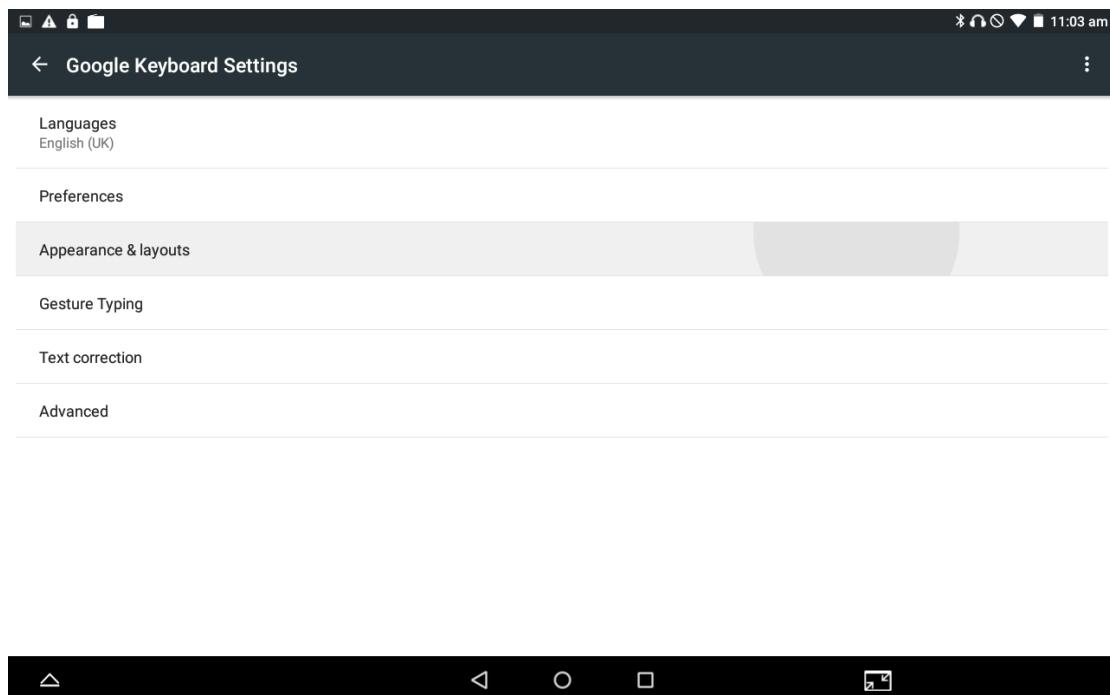 11:03 am
Google Keyboard Settings
Languages
English (UK)
Preferences
Appearance & layouts
Gesture Typing
Text correction
Advanced